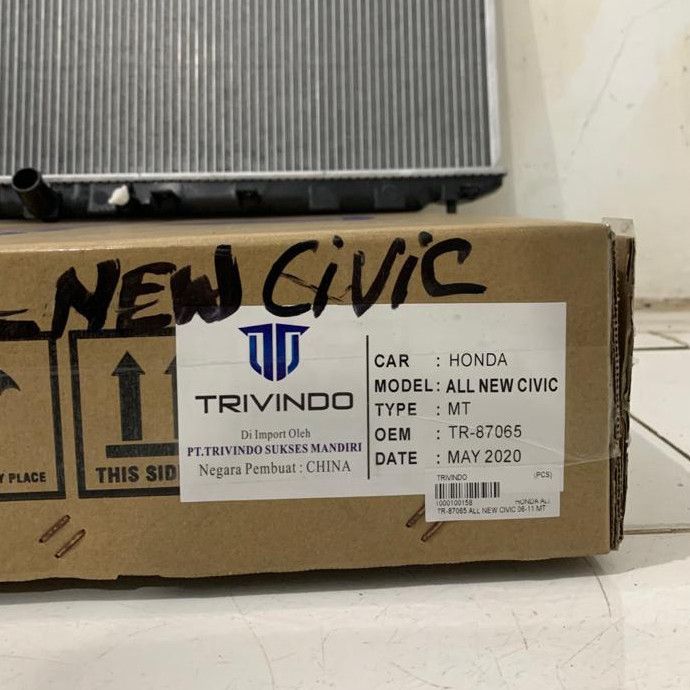 NEW CiViC
Y PLACE
THIS SID
TRIVINDO
Di Import Oleh
PT.TRIVINDO SUKSES MANDIRI
Negara Pembuat : CHINA
CAR : HONDA
MODEL : ALL NEW CIVIC
TYPE : MT
OEM : TR-87065
DATE : MAY 2020
TRIVINDO (PCS)
1000100158 HONDA ALL
TR-87065 ALL NEW CIVIC 06-11 MT